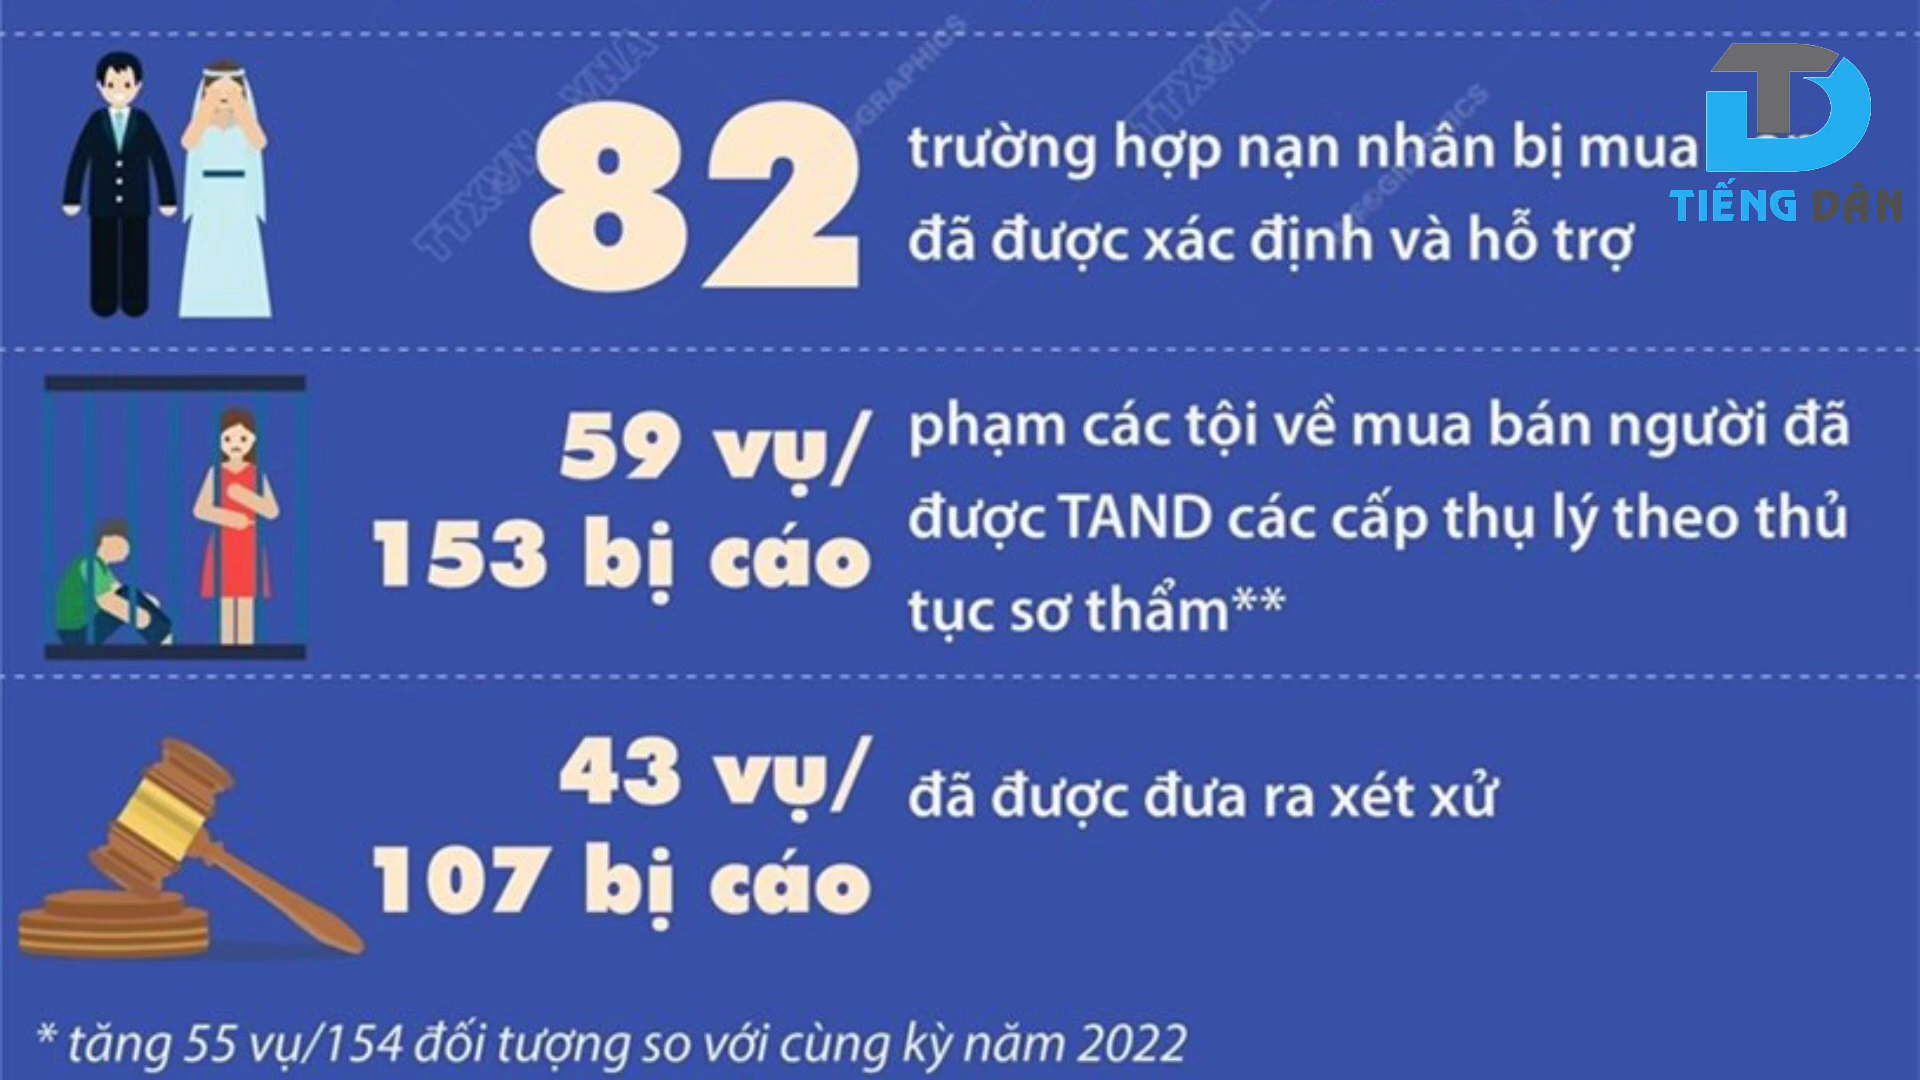 82
trường hợp nạn nhân bị mua
đã được xác định và hỗ trợ
TIẾNG DÂN
59 vụ/
153 bị cáo
phạm các tội về mua bán người đã
được TAND các cấp thụ lý theo thủ
tục sơ thẩm**
43 vụ/
107 bị cáo
đã được đưa ra xét xử
* tăng 55 vụ/154 đối tượng so với cùng kỳ năm 2022